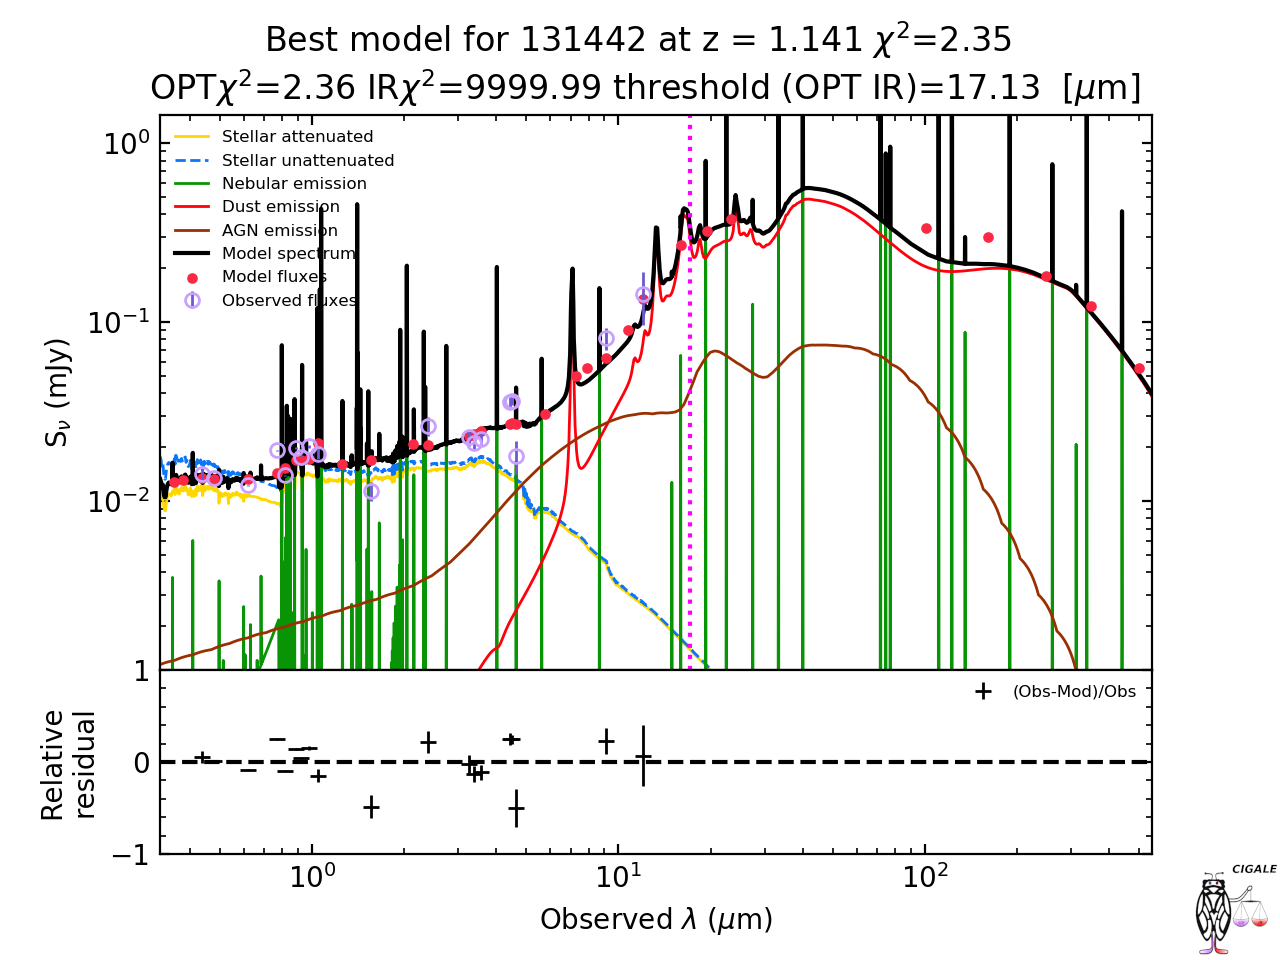 Best model for 131442 at z = 1.141 χ²=2.35
OPTχ²=2.36 IRχ²=9999.99 threshold (OPT IR)=17.13 [μm]
Stellar attenuated
Stellar unattenuated
Nebular emission
Dust emission
AGN emission
Model spectrum
Model fluxes
Observed fluxes
10⁰
10⁻¹
10⁻²
S_ν (mJy)
(Obs-Mod)/Obs
1
0
−1
Relative
residual
10⁰ 10¹ 10²
Observed λ (μm)
CIGALE